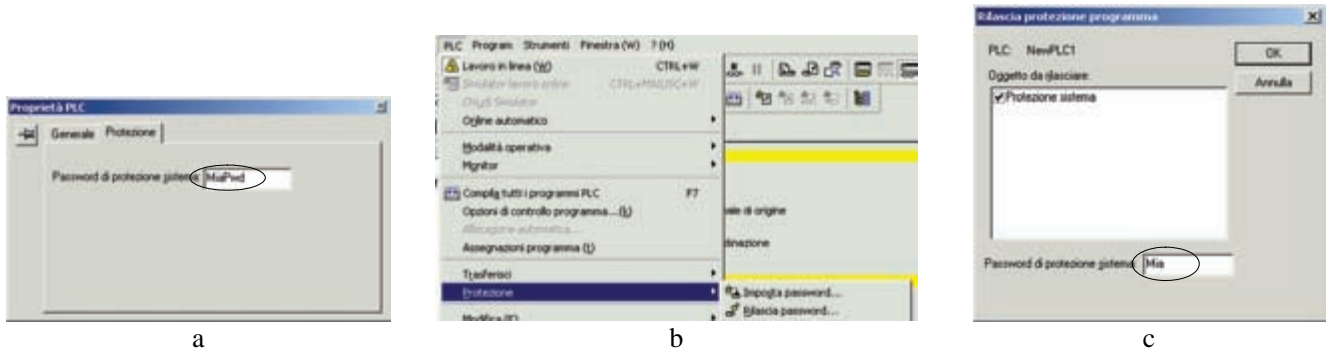 Proprietà PLC
Generale Protezione
Password di protezione sistema: MiaPwd
a
PLC Program Strumenti Finestra (W) ? (H)
Lavoro in linea (W) CTRL+W
Simulator lavoro online CTRL+MAIUSC+W
Online automatico
Modalità operativa
Monitor
Compila tutti i programmi PLC F7
Opzioni di controllo programma...(k)
Allocazione automatica...
Assegnazioni programma (t)
Trasferisci
Protezione
Modifica (E)
di origine
Imposta password...
Rilascia password...
b
Rilascia protezione programma
PLC: NewPLC1
OK
Oggetto da rilasciare:
Annulla
Protezione sistema
Password di protezione sistema: Mia
c